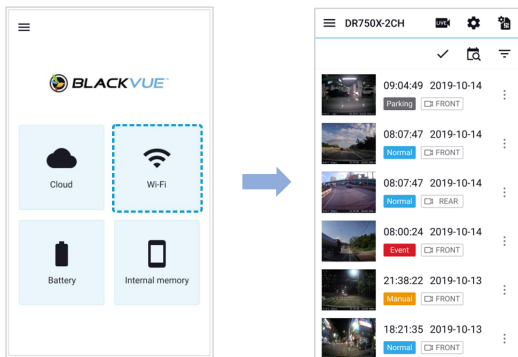 BLACKVUE
Cloud
Wi-Fi
Battery
Internal memory
DR750X-2CH
LIVE
09:04:49 2019-10-14
Parking FRONT
08:07:47 2019-10-14
Normal FRONT
08:07:47 2019-10-14
Normal REAR
08:00:24 2019-10-14
Event FRONT
21:38:22 2019-10-13
Manual FRONT
18:21:35 2019-10-13
Normal FRONT